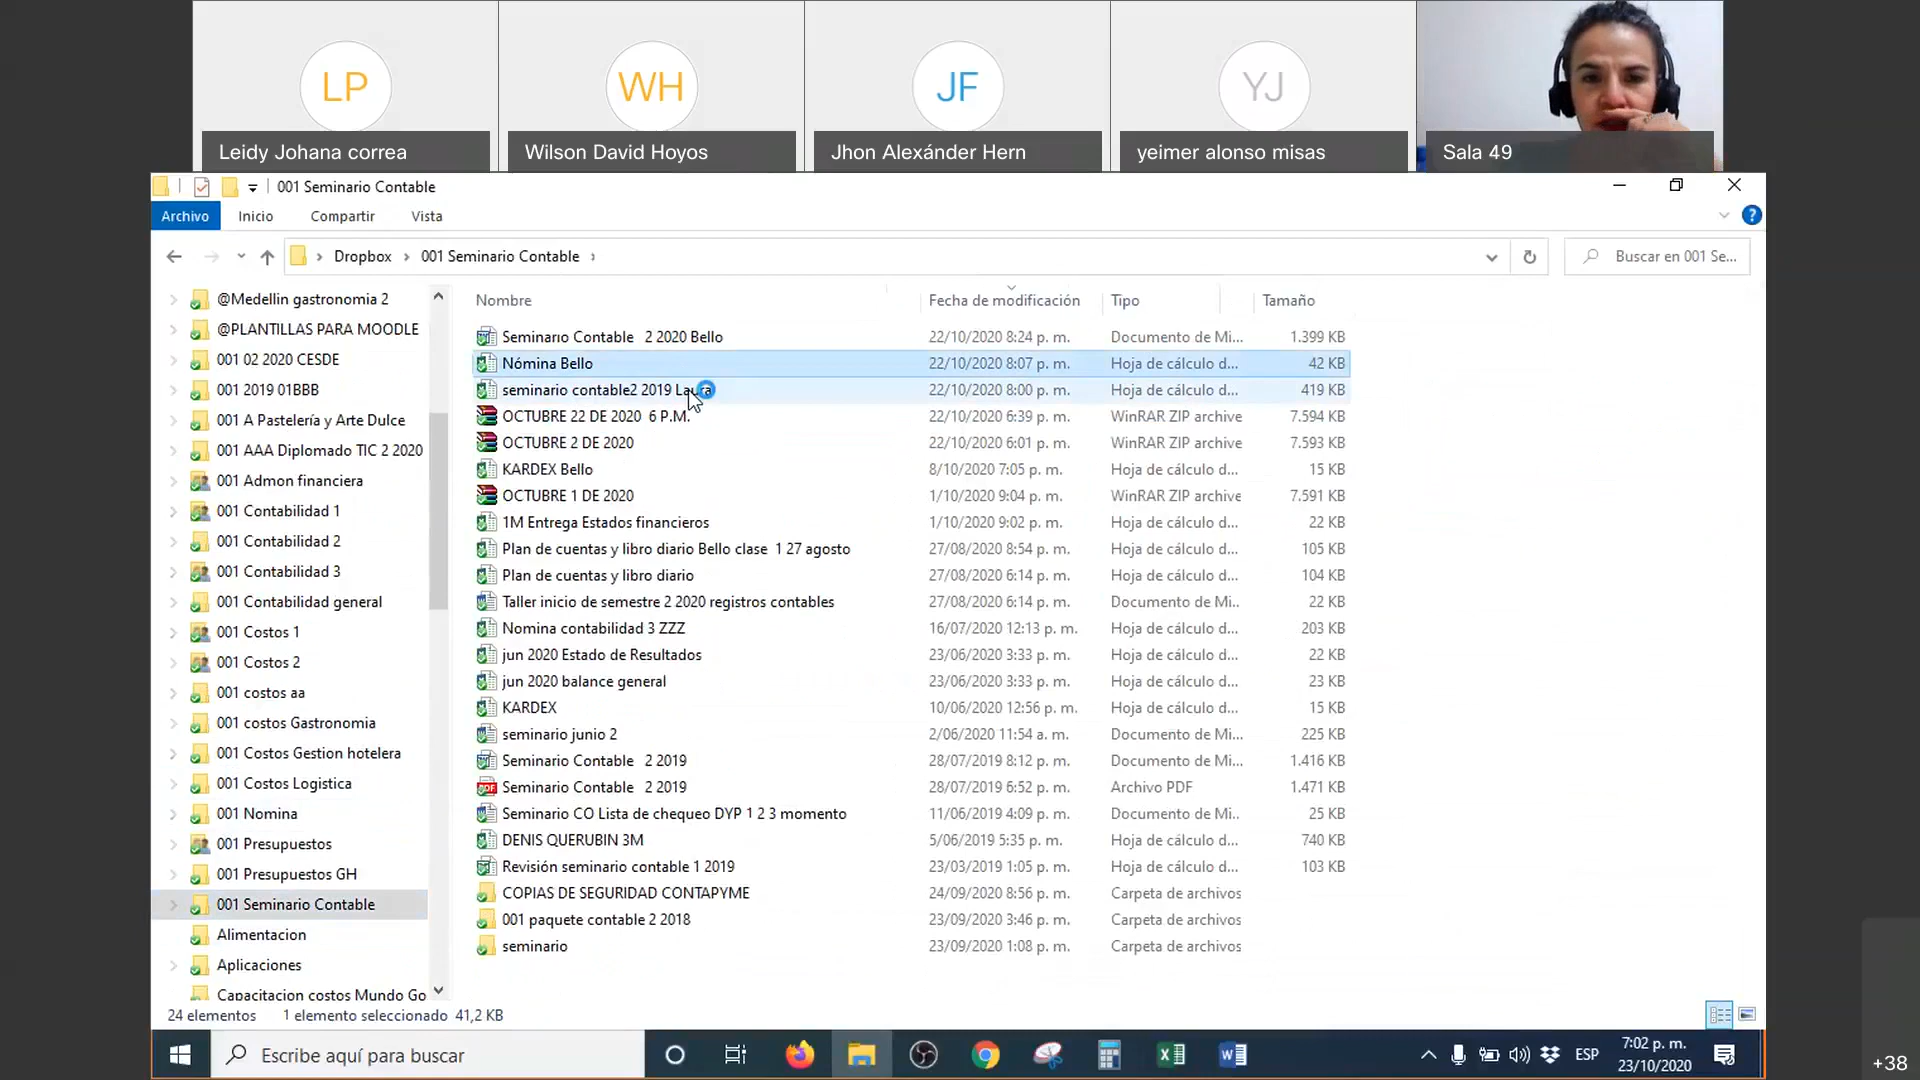 LP
WH
JF
YJ
Leidy Johana correa
Wilson David Hoyos
Jhon Alexánder Hern
yeimer alonso misas
Sala 49
001 Seminario Contable
Archivo
Inicio
Compartir
Vista
Dropbox
001 Seminario Contable
Buscar en 001 Se...
@Medellin gastronomia 2
@PLANTILLAS PARA MOODLE
001 02 2020 CESDE
001 2019 01BBB
001 A Pastelería y Arte Dulce
001 AAA Diplomado TIC 2 2020
001 Admon financiera
001 Contabilidad 1
001 Contabilidad 2
001 Contabilidad 3
001 Contabilidad general
001 Costos 1
001 Costos 2
001 costos aa
001 costos Gastronomia
001 Costos Gestion hotelera
001 Costos Logistica
001 Nomina
001 Presupuestos
001 Presupuestos GH
001 Seminario Contable
Alimentacion
Aplicaciones
Capacitacion costos Mundo Go
Nombre Fecha de modificación Tipo Tamaño
Seminario Contable 2 2020 Bello 22/10/2020 8:24 p. m. Documento de Mi... 1.399 KB
Nómina Bello 22/10/2020 8:07 p. m. Hoja de cálculo d... 42 KB
seminario contable2 2019 Laura 22/10/2020 8:00 p. m. Hoja de cálculo d... 419 KB
OCTUBRE 22 DE 2020 6 P.M. 22/10/2020 6:39 p. m. WinRAR ZIP archive 7.594 KB
OCTUBRE 2 DE 2020 22/10/2020 6:01 p. m. WinRAR ZIP archive 7.593 KB
KARDEX Bello 8/10/2020 7:05 p. m. Hoja de cálculo d... 15 KB
OCTUBRE 1 DE 2020 1/10/2020 9:04 p. m. WinRAR ZIP archive 7.591 KB
1M Entrega Estados financieros 1/10/2020 9:02 p. m. Hoja de cálculo d... 22 KB
Plan de cuentas y libro diario Bello clase 1 27 agosto 27/08/2020 8:54 p. m. Hoja de cálculo d... 105 KB
Plan de cuentas y libro diario 27/08/2020 6:14 p. m. Hoja de cálculo d... 104 KB
Taller inicio de semestre 2 2020 registros contables 27/08/2020 6:14 p. m. Documento de Mi... 22 KB
Nomina contabilidad 3 ZZZ 16/07/2020 12:13 p. m. Hoja de cálculo d... 203 KB
jun 2020 Estado de Resultados 23/06/2020 3:33 p. m. Hoja de cálculo d... 22 KB
jun 2020 balance general 23/06/2020 3:33 p. m. Hoja de cálculo d... 23 KB
KARDEX 10/06/2020 12:56 p. m. Hoja de cálculo d... 15 KB
seminario junio 2 2/06/2020 11:54 a. m. Documento de Mi... 225 KB
Seminario Contable 2 2019 28/07/2019 8:12 p. m. Documento de Mi... 1.416 KB
Seminario Contable 2 2019 28/07/2019 6:52 p. m. Archivo PDF 1.471 KB
Seminario CO Lista de chequeo DYP 1 2 3 momento 11/06/2019 4:09 p. m. Documento de Mi... 25 KB
DENIS QUERUBIN 3M 5/06/2019 5:35 p. m. Hoja de cálculo d... 740 KB
Revisión seminario contable 1 2019 23/03/2019 1:05 p. m. Hoja de cálculo d... 103 KB
COPIAS DE SEGURIDAD CONTAPYME 24/09/2020 8:56 p. m. Carpeta de archivos
001 paquete contable 2 2018 23/09/2020 3:46 p. m. Carpeta de archivos
seminario 23/09/2020 1:08 p. m. Carpeta de archivos
24 elementos 1 elemento seleccionado 41,2 KB
Escribe aquí para buscar
ESP
7:02 p. m.
23/10/2020
+38